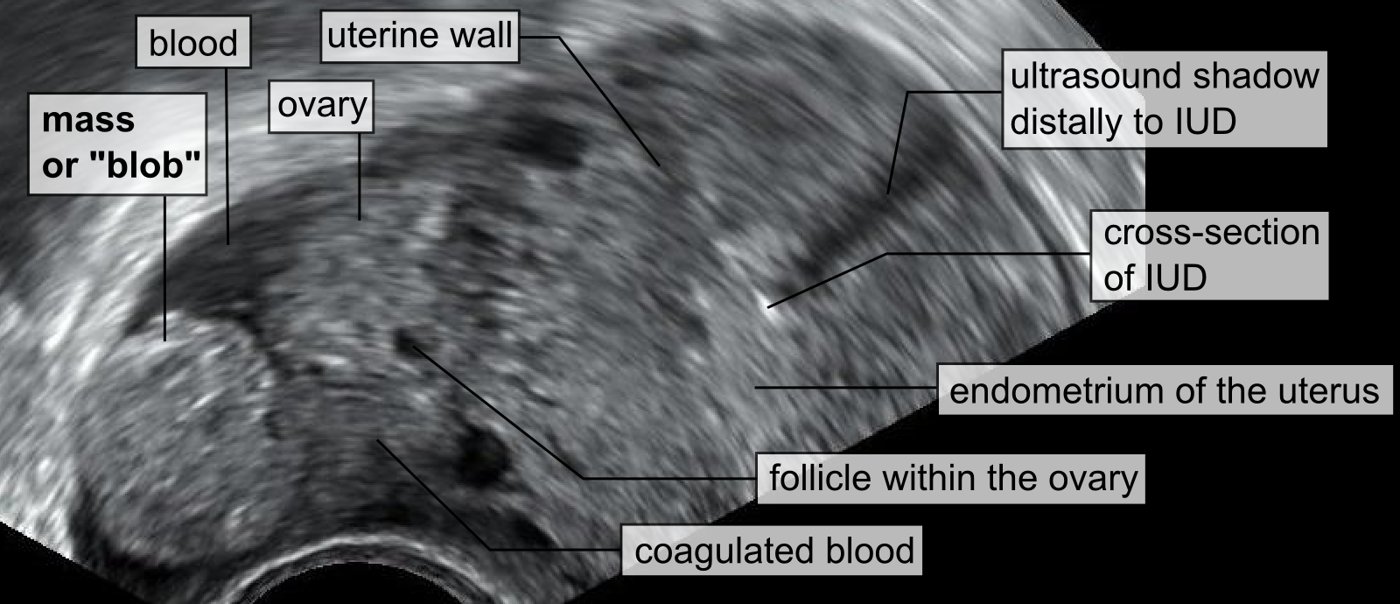 blood
uterine wall
ovary
mass
or "blob"
ultrasound shadow
distally to IUD
cross-section
of IUD
endometrium of the uterus
follicle within the ovary
coagulated blood